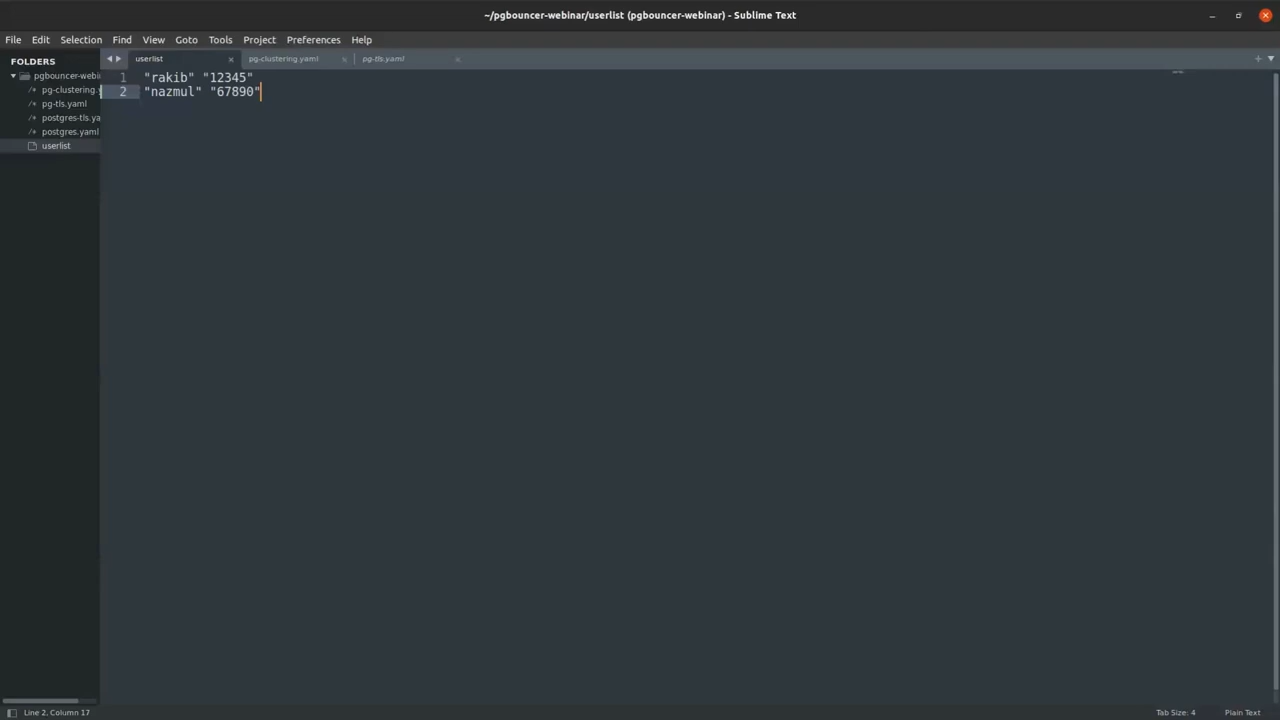 ~/pgbouncer-webinar/userlist (pgbouncer-webinar) - Sublime Text
File Edit Selection Find View Goto Tools Project Preferences Help
FOLDERS
pgbouncer-webi
pg-clustering.
pg-tls.yaml
postgres-tls.ya
postgres.yaml
userlist
userlist pg-clustering.yaml pg-tls.yaml
1 "rakib" "12345"
2 "nazmul" "67890"
Line 2, Column 17 Tab Size: 4 Plain Text